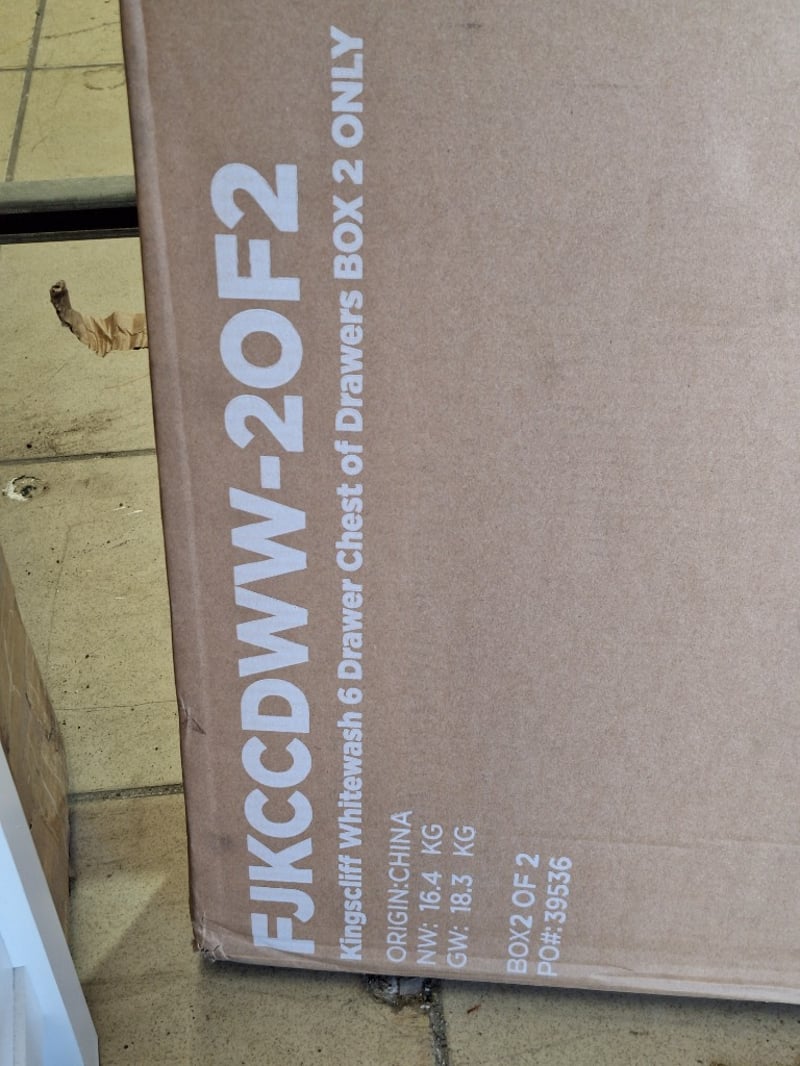 FJKCCDWW-2OF2
Kingscliff Whitewash 6 Drawer Chest of Drawers BOX 2 ONLY
ORIGIN:CHINA
NW: 16.4 KG
GW: 18.3 KG
BOX2 OF 2
PO#:39536